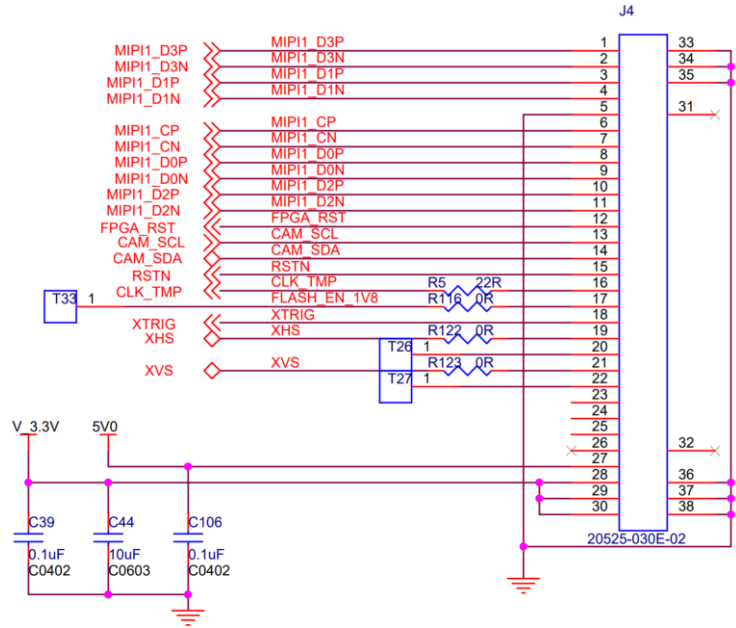 J4
MIPI1_D3P MIPI1_D3P 1 33
MIPI1_D3N MIPI1_D3N 2 34
MIPI1_D1P MIPI1_D1P 3 35
MIPI1_D1N MIPI1_D1N 4
5 31
MIPI1_CP MIPI1_CP 6
MIPI1_CN MIPI1_CN 7
MIPI1_D0P MIPI1_D0P 8
MIPI1_D0N MIPI1_D0N 9
MIPI1_D2P MIPI1_D2P 10
MIPI1_D2N MIPI1_D2N 11
FPGA_RST FPGA_RST 12
CAM_SCL CAM_SCL 13
CAM_SDA CAM_SDA 14
RSTN RSTN 15
CLK_TMP CLK_TMP R5 22R 16
T33 1 FLASH_EN_1V8 R116 0R 17
XTRIG XTRIG 18
XHS XHS R122 0R 19
T26 1 20
XVS XVS R123 0R 21
T27 1 22
23
24
25
26 32
V_3.3V 5V0
27
28 36
29 37
30 38
20525-030E-02
C39 C44 C106
0.1uF 10uF 0.1uF
C0402 C0603 C0402